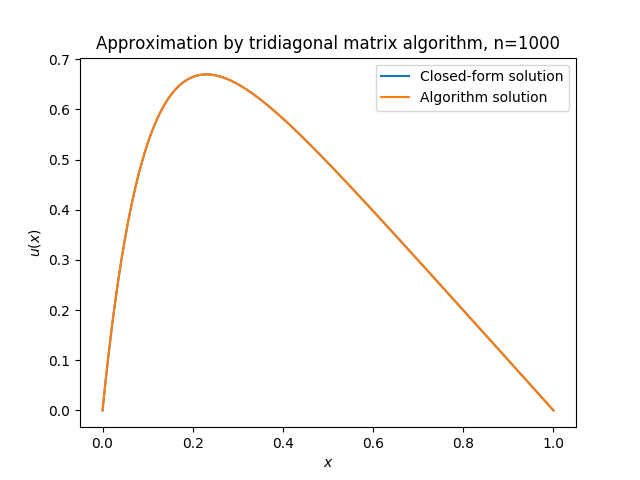 Approximation by tridiagonal matrix algorithm, n=1000
Closed-form solution
Algorithm solution
0.7
0.6
0.5
0.4
0.3
0.2
0.1
0.0
u(x)
0.0 0.2 0.4 0.6 0.8 1.0
x